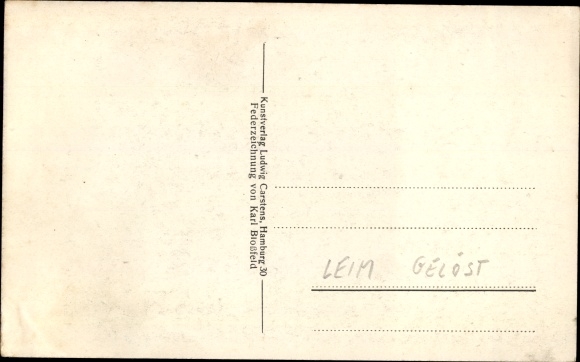 Kunstverlag Ludwig Carstens, Hamburg 30
Federzeichnung von Karl Bloßfeld
LEIM GELÖST